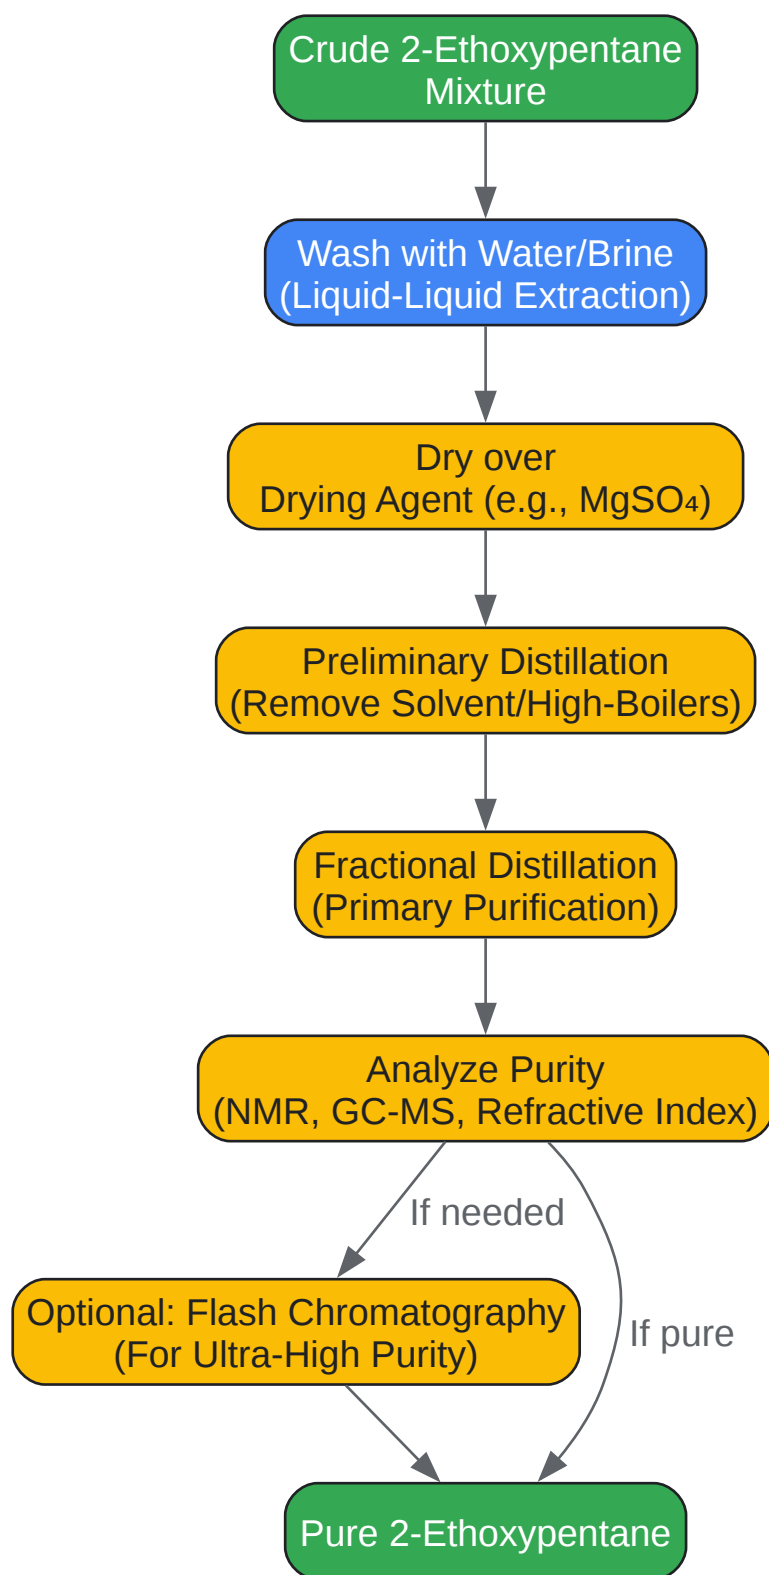 Crude 2-Ethoxypentane
Mixture
Wash with Water/Brine
(Liquid-Liquid Extraction)
Dry over
Drying Agent (e.g., MgSO₄)
Preliminary Distillation
(Remove Solvent/High-Boilers)
Fractional Distillation
(Primary Purification)
Analyze Purity
(NMR, GC-MS, Refractive Index)
If needed
Optional: Flash Chromatography
(For Ultra-High Purity)
If pure
Pure 2-Ethoxypentane